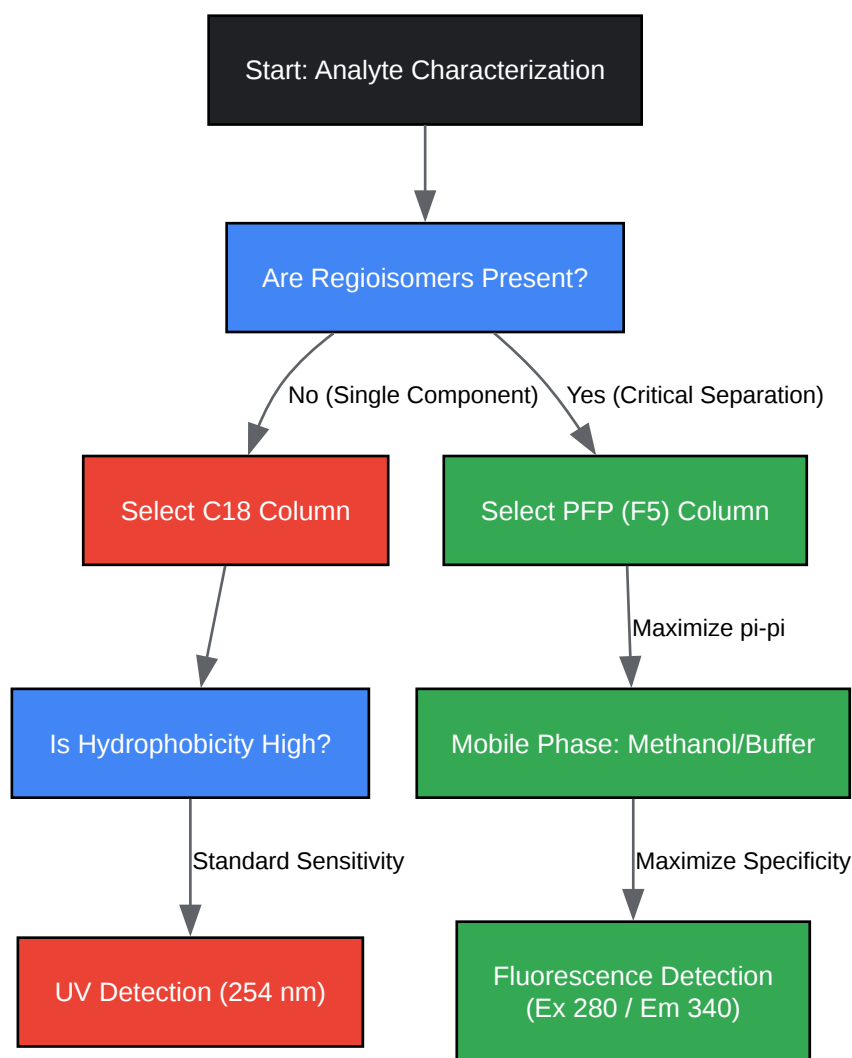 Start: Analyte Characterization
Are Regioisomers Present?
No (Single Component)
Yes (Critical Separation)
Select C18 Column
Select PFP (F5) Column
Maximize pi-pi
Is Hydrophobicity High?
Mobile Phase: Methanol/Buffer
Standard Sensitivity
Maximize Specificity
UV Detection (254 nm)
Fluorescence Detection
(Ex 280 / Em 340)